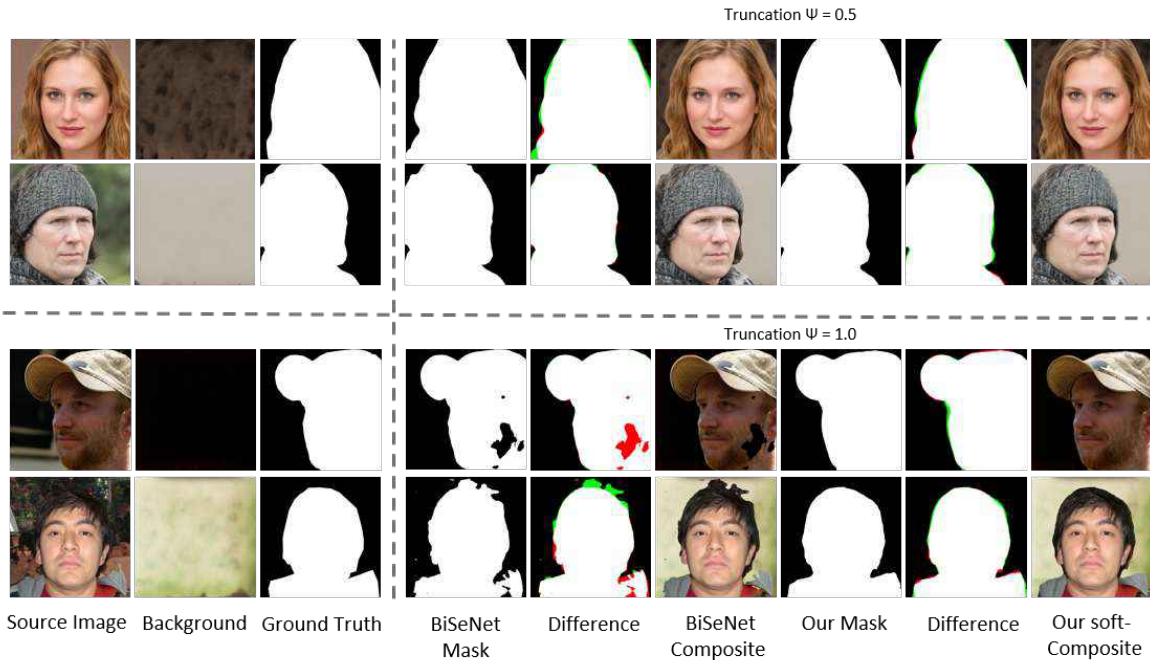 Truncation Ψ = 0.5
Truncation Ψ = 1.0
Source Image
Background
Ground Truth
BiSeNet
Mask
Difference
BiSeNet
Composite
Our Mask
Difference
Our soft-
Composite